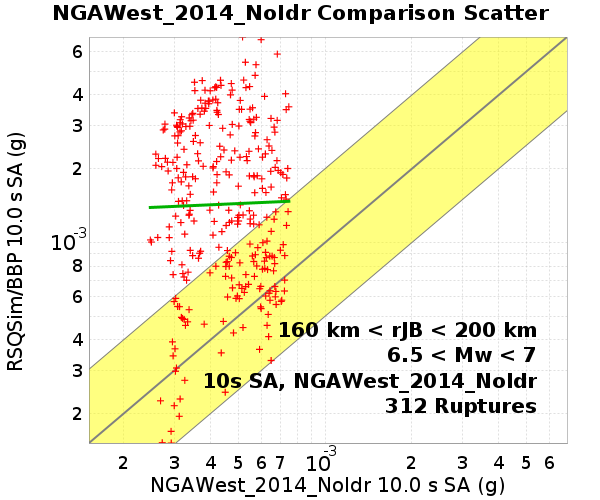 NGAWest_2014_NoIdr Comparison Scatter
RSQSim/BBP 10.0 s SA (g)
6
4
3
2
10-3
8
6
4
3
2
160 km < rJB < 200 km
6.5 < Mw < 7
10s SA, NGAWest_2014_NoIdr
312 Ruptures
2 3 4 5 6 7 10-3 2 3 4 5 6
NGAWest_2014_NoIdr 10.0 s SA (g)